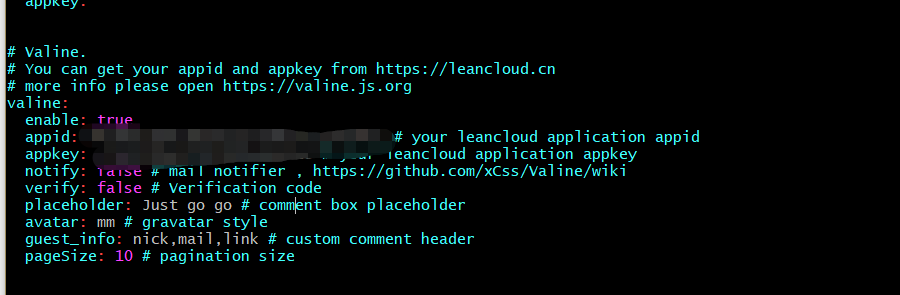 appkey:
# Valine.
# You can get your appid and appkey from https://leancloud.cn
# more info please open https://valine.js.org
valine:
enable: true
appid: # your leancloud application appid
appkey: your leancloud application appkey
notify: false # mail notifier , https://github.com/xCss/Valine/wiki
verify: false # Verification code
placeholder: Just go go # comment box placeholder
avatar: mm # gravatar style
guest_info: nick,mail,link # custom comment header
pageSize: 10 # pagination size